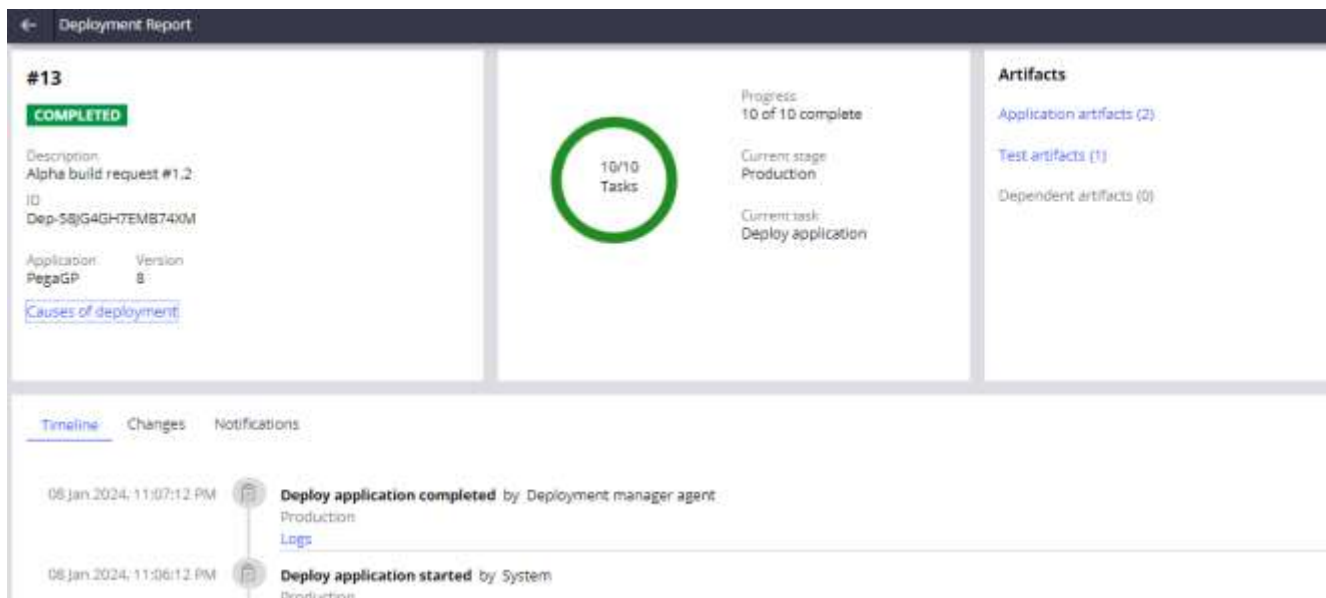 Deployment Report
#13
COMPLETED
Description
Alpha build request #1.2
ID
Dep-S8JG4GH7EMB74XM
Application Version
PegaGP 8
Causes of deployment
10/10
Tasks
Progress
10 of 10 complete
Current stage
Production
Current task
Deploy application
Artifacts
Application artifacts (2)
Test artifacts (1)
Dependent artifacts (0)
Timeline Changes Notifications
08 Jan 2024, 11:07:12 PM Deploy application completed by Deployment manager agent
Production
Logs
08 Jan 2024, 11:06:12 PM Deploy application started by System
Production